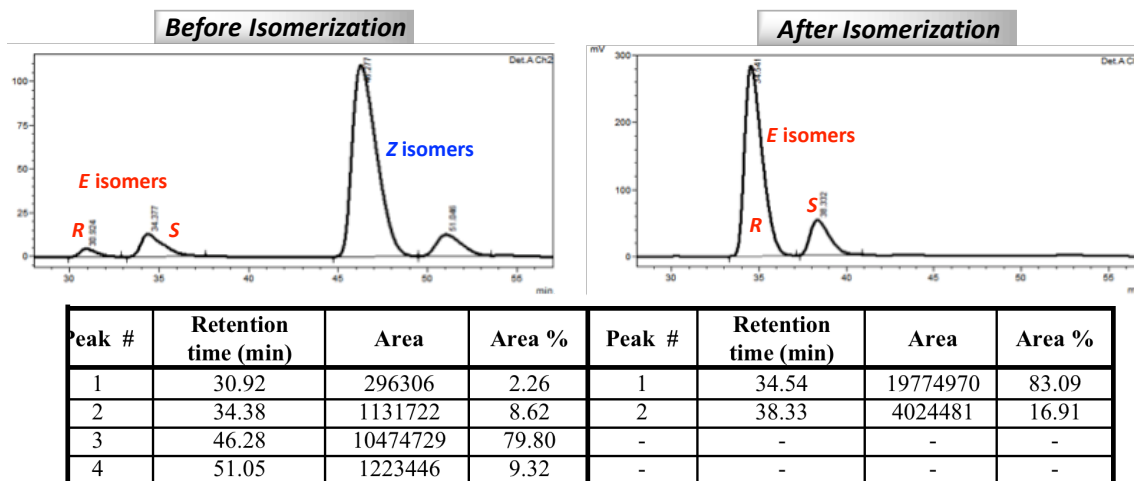 Before Isomerization
After Isomerization
Det.A Ch2
100
75
50
25
0
E isomers
R
S
30.924
34.377
Z isomers
51.046
30
35
40
45
50
55
min
mV
Det.A C
300
200
100
0
34.541
E isomers
R
S
38.332
30
35
40
45
50
55
Peak # Retention time (min) Area Area % Peak # Retention time (min) Area Area %
1 30.92 296306 2.26 1 34.54 19774970 83.09
2 34.38 1131722 8.62 2 38.33 4024481 16.91
3 46.28 10474729 79.80 - - - -
4 51.05 1223446 9.32 - - - -